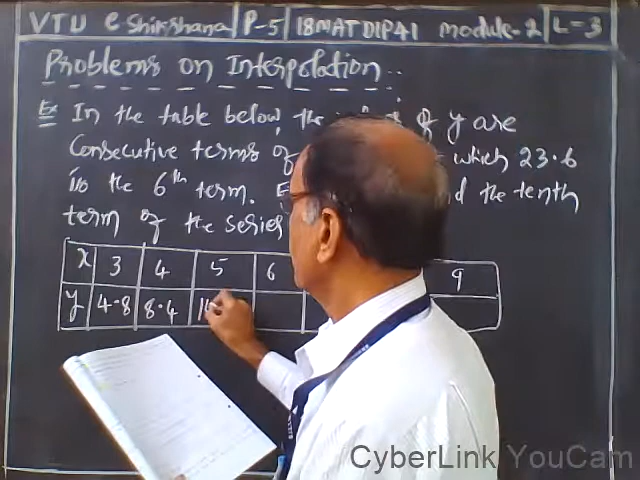 VTU e-Shikshana P-5 18MATDIP41 module-2 L-3
Problems on Interpolation..
Ex In the table below, the of y are
Consecutive terms of which 23.6
is the 6th term. the tenth
term of the series
x 3 4 5 6 9
y 4.8 8.4
CyberLink YouCam